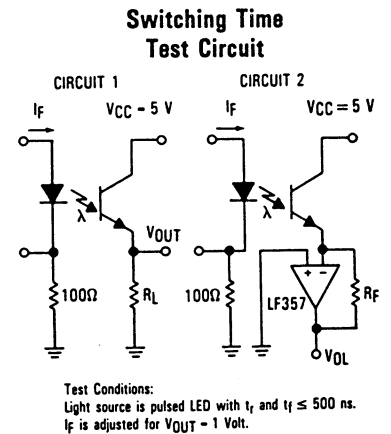 Switching Time
Test Circuit
CIRCUIT 1
CIRCUIT 2
IF
VCC - 5 V
IF
VCC = 5 V
λ
λ
VOUT
100Ω
RL
100Ω
+ -
LF357
RF
VOL
Test Conditions:
Light source is pulsed LED with tr and tf ≤ 500 ns.
IF is adjusted for VOUT - 1 Volt.